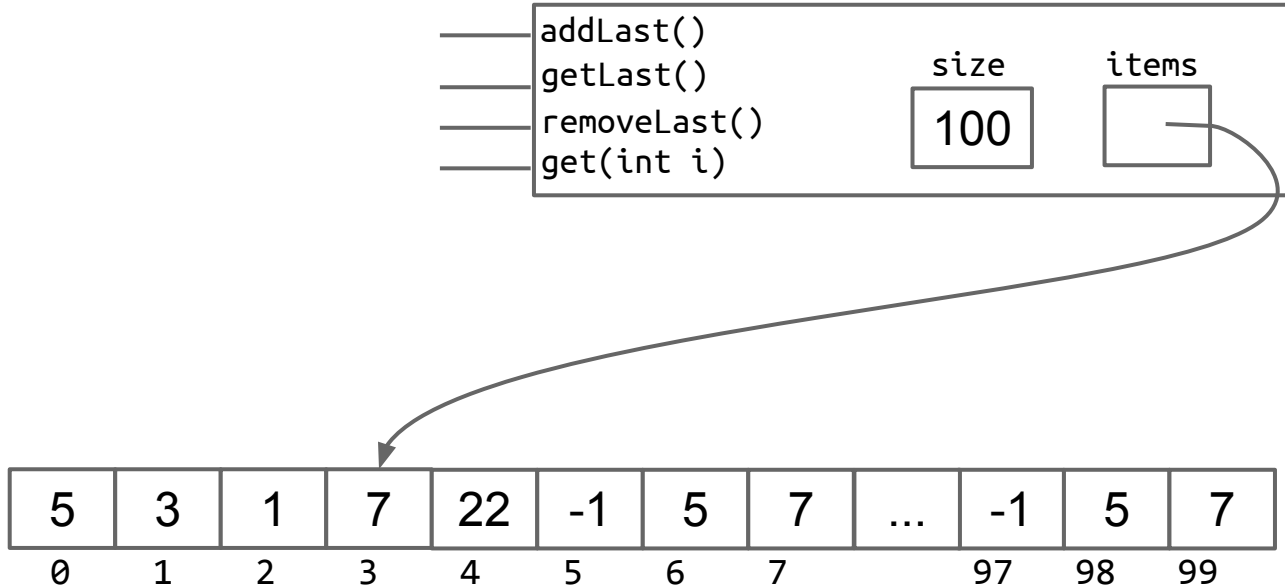 addLast()
getLast()
removeLast()
get(int i)
size
items
100
5 3 1 7 22 -1 5 7 ... -1 5 7
0 1 2 3 4 5 6 7 97 98 99